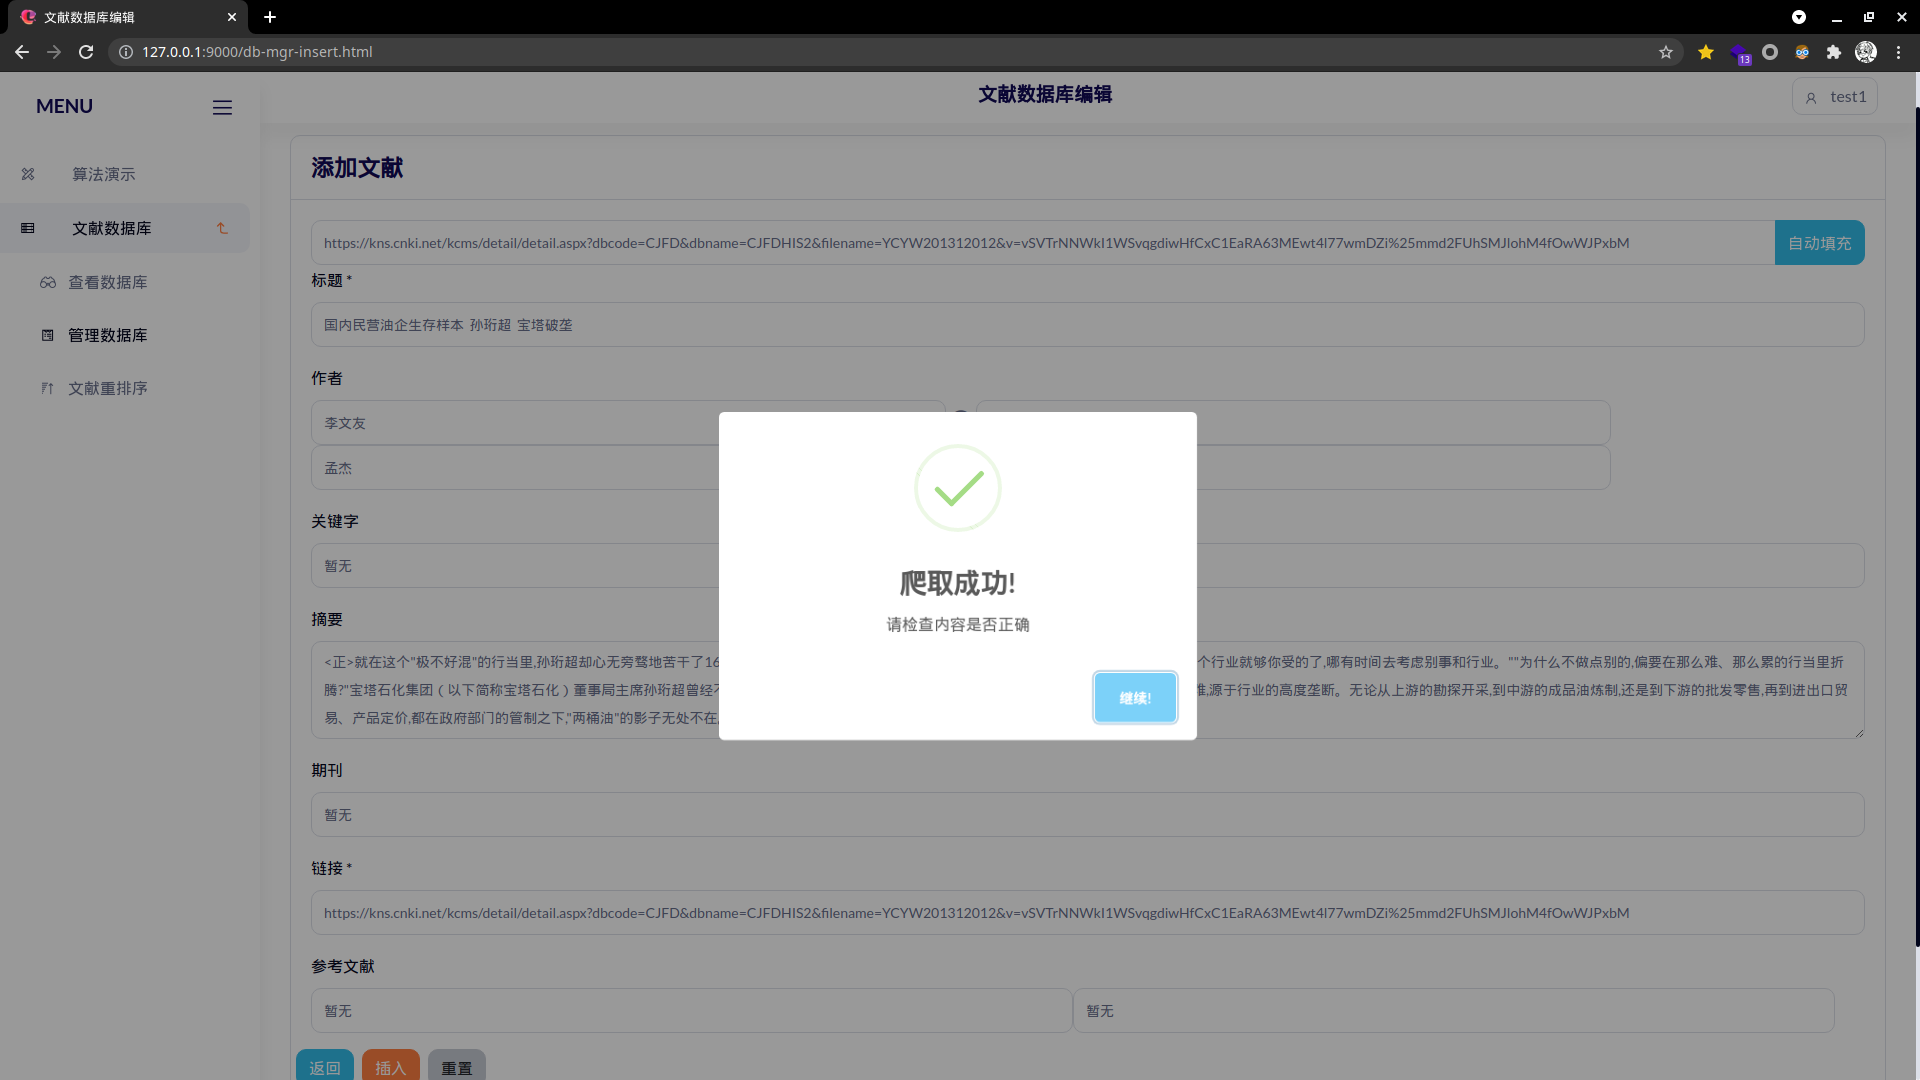 文献数据库编辑
127.0.0.1:9000/db-mgr-insert.html
13
MENU
文献数据库编辑
test1
算法演示
文献数据库
查看数据库
管理数据库
文献重排序
添加文献
https://kns.cnki.net/kcms/detail/detail.aspx?dbcode=CJFD&dbname=CJFDHIS2&filename=YCYW201312012&v=vSVTrNNWkI1WSvqgdiwHfCxC1EaRA63MEwt4l77wmDZi%25mmd2FUhSMJlohM4fOwWJPxbM
自动填充
标题 *
国内民营油企生存样本 孙珩超 宝塔破垄
作者
李文友
孟杰
关键字
暂无
摘要
<正>就在这个"极不好混"的行当里,孙珩超却心无旁骛地苦干了16
个行业就够你受的了,哪有时间去考虑别事和行业。""为什么不做点别的,偏要在那么难、那么累的行当里折
腾?"宝塔石化集团（以下简称宝塔石化）董事局主席孙珩超曾经
难,源于行业的高度垄断。无论从上游的勘探开采,到中游的成品油炼制,还是到下游的批发零售,再到进出口贸
易、产品定价,都在政府部门的管制之下,"两桶油"的影子无处不在,
爬取成功!
请检查内容是否正确
继续!
期刊
暂无
链接 *
https://kns.cnki.net/kcms/detail/detail.aspx?dbcode=CJFD&dbname=CJFDHIS2&filename=YCYW201312012&v=vSVTrNNWkI1WSvqgdiwHfCxC1EaRA63MEwt4l77wmDZi%25mmd2FUhSMJlohM4fOwWJPxbM
参考文献
暂无
暂无
返回
插入
重置